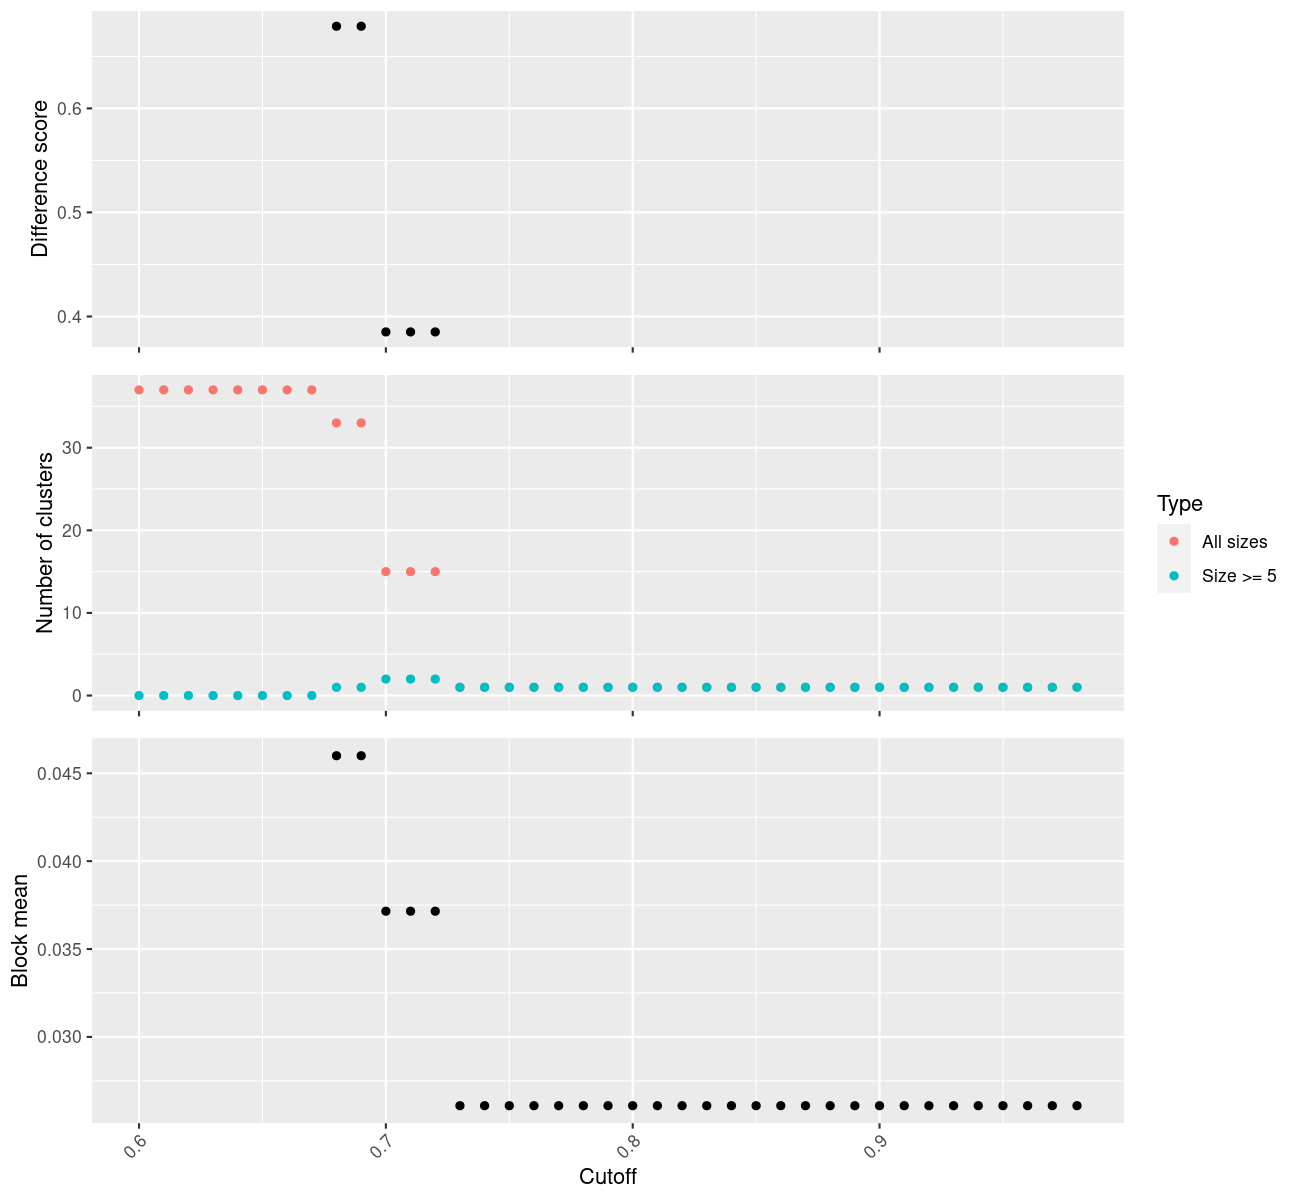 Difference score
0.6
0.5
0.4
Number of clusters
30
20
10
0
Type
All sizes
Size >= 5
Block mean
0.045
0.040
0.035
0.030
0.6
0.7
0.8
0.9
Cutoff